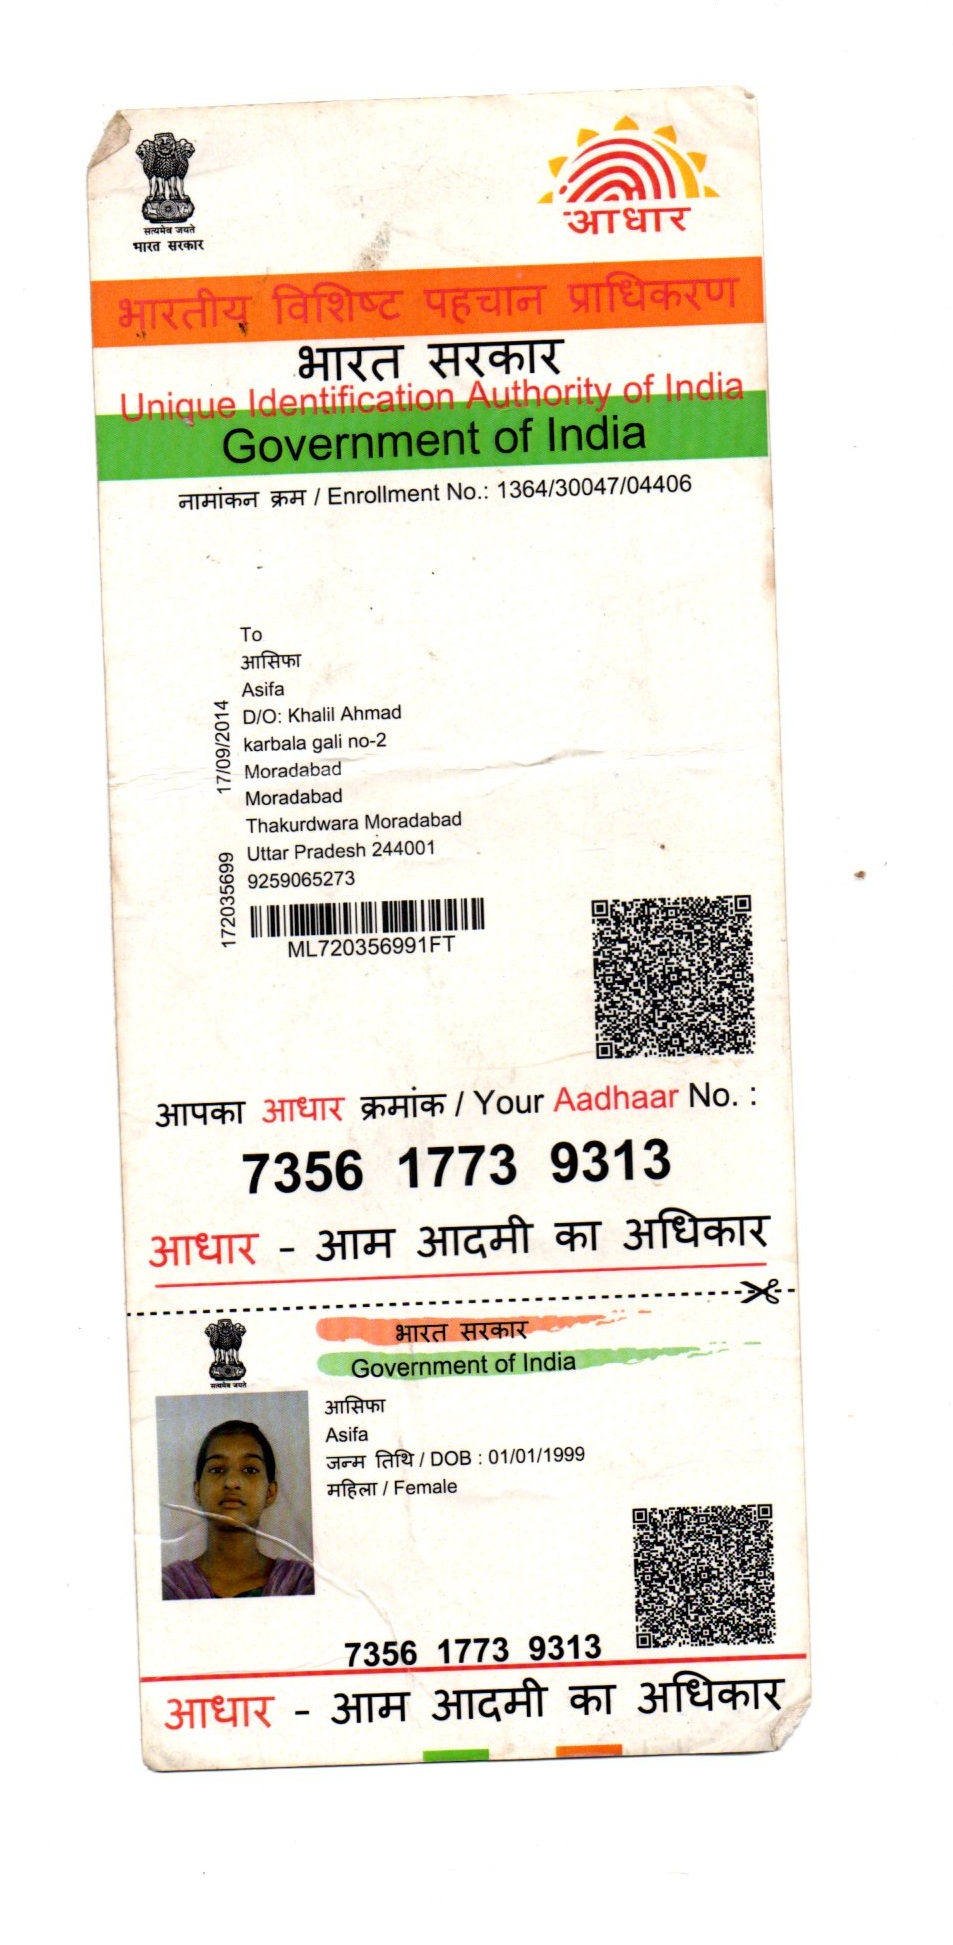 सत्यमेव जयते
भारत सरकार
आधार
भारतीय विशिष्ट पहचान प्राधिकरण
भारत सरकार
Unique Identification Authority of India
Government of India
नामांकन क्रम / Enrollment No.: 1364/30047/04406
17/09/2014
172035699
To
आसिफा
Asifa
D/O: Khalil Ahmad
karbala gali no-2
Moradabad
Moradabad
Thakurdwara Moradabad
Uttar Pradesh 244001
9259065273
ML720356991FT
आपका आधार क्रमांक / Your Aadhaar No. :
7356 1773 9313
आधार - आम आदमी का अधिकार
सत्यमेव जयते
भारत सरकार
Government of India
आसिफा
Asifa
जन्म तिथि / DOB : 01/01/1999
महिला / Female
7356 1773 9313
आधार - आम आदमी का अधिकार